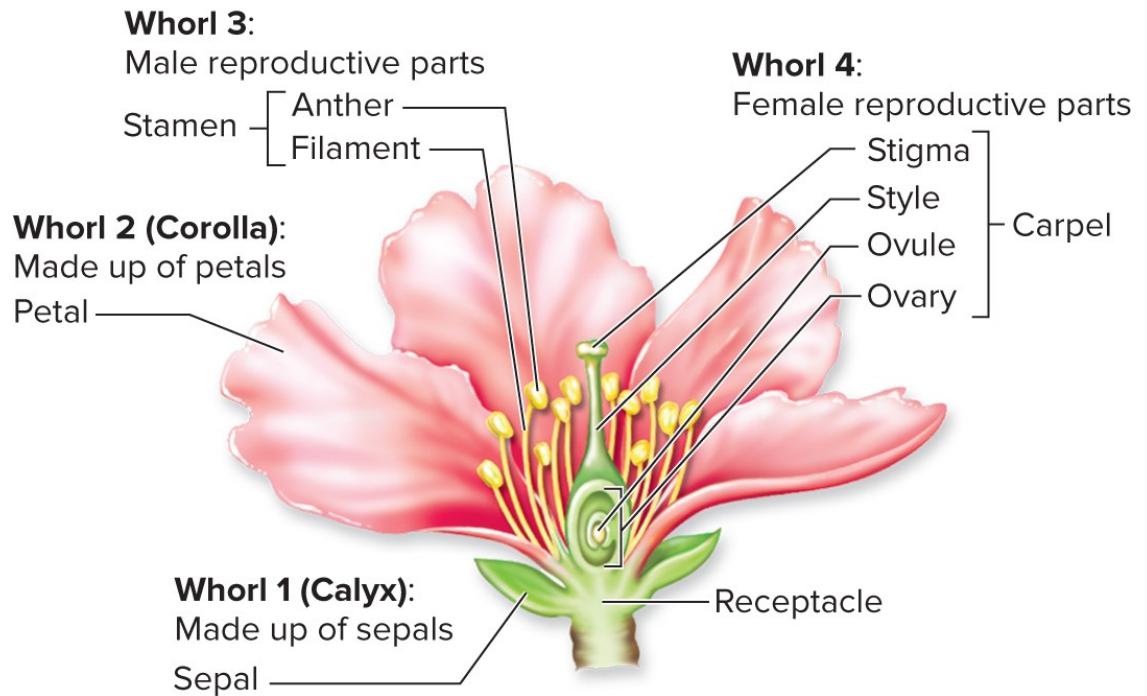 Whorl 3:
Male reproductive parts
Stamen
Anther
Filament
Whorl 4:
Female reproductive parts
Stigma
Style
Ovule
Ovary
Carpel
Whorl 2 (Corolla):
Made up of petals
Petal
Whorl 1 (Calyx):
Made up of sepals
Sepal
Receptacle